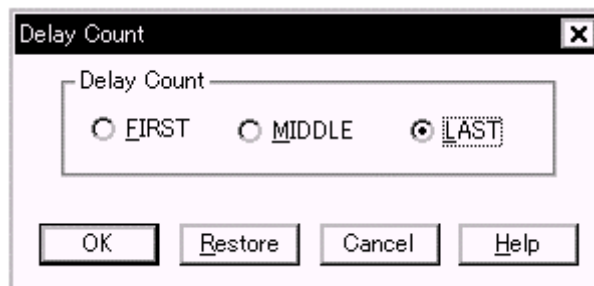 Delay Count
Delay Count
FIRST MIDDLE LAST
OK Restore Cancel Help